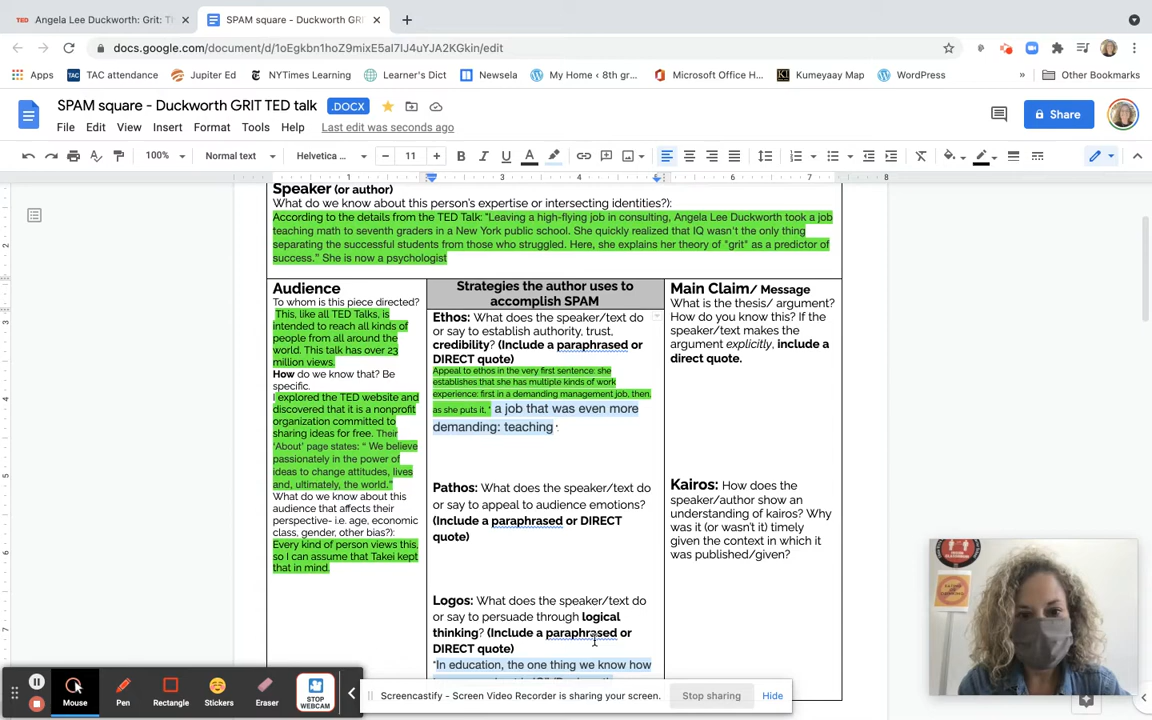 Angela Lee Duckworth: Grit: T
SPAM square - Duckworth GRI
docs.google.com/document/d/1oEgkbn1hoZ9mixE5al7IJ4uYJA2KGkin/edit
Apps TAC attendance Jupiter Ed NYTimes Learning Learner's Dict Newsela My Home ‹ 8th gr... Microsoft Office H... Kumeyaay Map WordPress » Other Bookmarks
SPAM square - Duckworth GRIT TED talk .DOCX
Share
File Edit View Insert Format Tools Help Last edit was seconds ago
100% Normal text Helvetica ... 11
1 3 4 5 6 7 8
Speaker (or author)
What do we know about this person's expertise or intersecting identities?):
According to the details from the TED Talk: "Leaving a high-flying job in consulting, Angela Lee Duckworth took a job
teaching math to seventh graders in a New York public school. She quickly realized that IQ wasn't the only thing
separating the successful students from those who struggled. Here, she explains her theory of "grit" as a predictor of
success." She is now a psychologist
Audience
To whom is this piece directed?
This, like all TED Talks, is
intended to reach all kinds of
people from all around the
world. This talk has over 23
million views.
How do we know that? Be
specific.
I explored the TED website and
discovered that it is a nonprofit
organization committed to
sharing ideas for free. Their
'About' page states: " We believe
passionately in the power of
ideas to change attitudes, lives
and, ultimately, the world."
What do we know about this
audience that affects their
perspective- i.e. age, economic
class, gender, other bias?):
Every kind of person views this,
so I can assume that Takei kept
that in mind.
Strategies the author uses to
accomplish SPAM
Ethos: What does the speaker/text do
or say to establish authority, trust,
credibility? (Include a paraphrased or
DIRECT quote)
Appeal to ethos in the very first sentence: she
establishes that she has multiple kinds of work
experience: first in a demanding management job, then,
as she puts it, " a job that was even more
demanding: teaching".
Pathos: What does the speaker/text do
or say to appeal to audience emotions?
(Include a paraphrased or DIRECT
quote)
Logos: What does the speaker/text do
or say to persuade through logical
thinking? (Include a paraphrased or
DIRECT quote)
"In education, the one thing we know how
Main Claim/ Message
What is the thesis/ argument?
How do you know this? If the
speaker/text makes the
argument explicitly, include a
direct quote.
Kairos: How does the
speaker/author show an
understanding of kairos? Why
was it (or wasn't it) timely
given the context in which it
was published/given?
Mouse Pen Rectangle Stickers Eraser STOP WEBCAM
Screencastify - Screen Video Recorder is sharing your screen. Stop sharing Hide